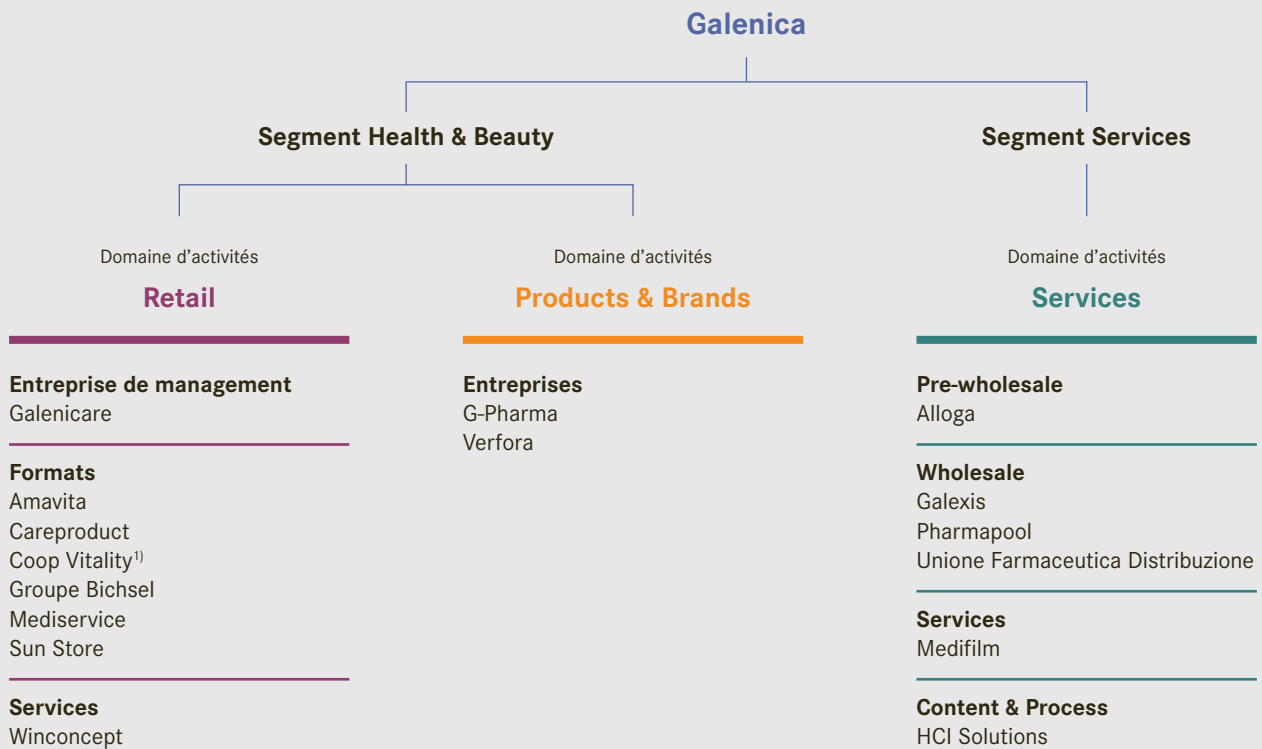 Galenica
Segment Health & Beauty
Segment Services
Domaine d'activités
Retail
Domaine d'activités
Products & Brands
Domaine d'activités
Services
Entreprise de management
Galenicare
Formats
Amavita
Careproduct
Coop Vitality¹⁾
Groupe Bichsel
Mediservice
Sun Store
Services
Winconcept
Entreprises
G-Pharma
Verfora
Pre-wholesale
Alloga
Wholesale
Galexis
Pharmapool
Unione Farmaceutica Distribuzione
Services
Medifilm
Content & Process
HCI Solutions